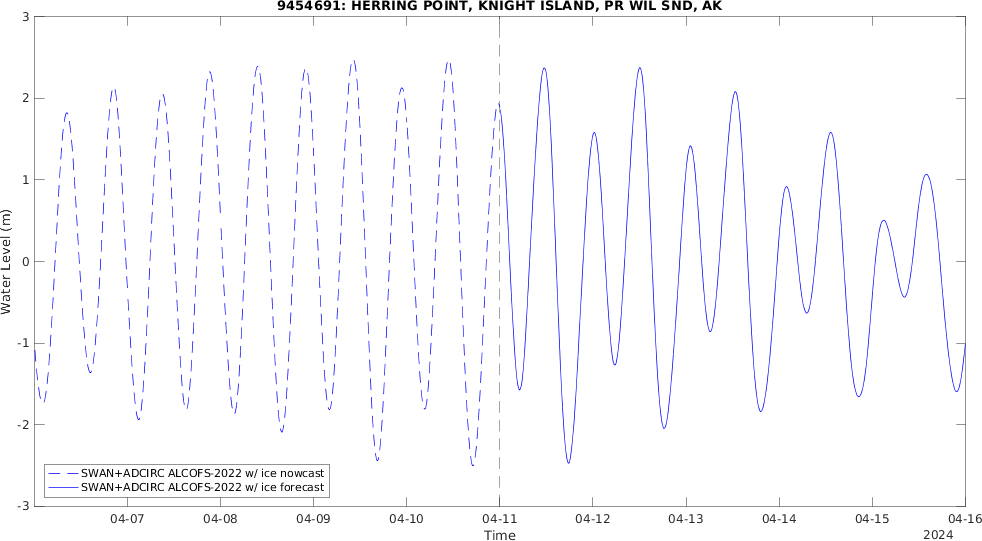 9454691: HERRING POINT, KNIGHT ISLAND, PR WIL SND, AK
3
2
1
0
-1
-2
-3
Water Level (m)
SWAN+ADCIRC ALCOFS-2022 w/ ice nowcast
SWAN+ADCIRC ALCOFS-2022 w/ ice forecast
04-07 04-08 04-09 04-10 04-11 04-12 04-13 04-14 04-15 04-16
Time
2024